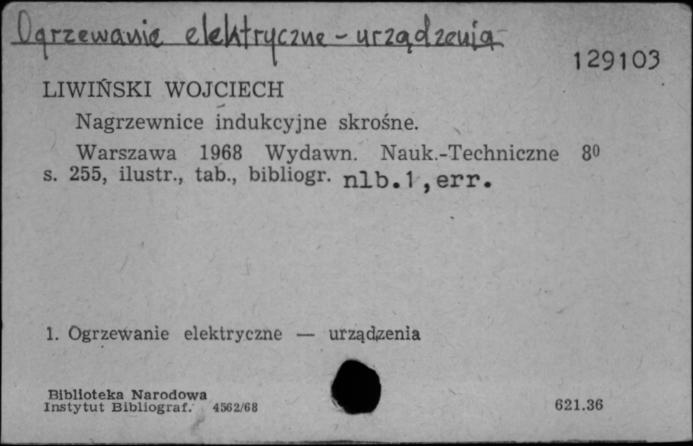 Ogrzewanie elektryczne - urządzenia
129103
LIWIŃSKI WOJCIECH
Nagrzewnice indukcyjne skrośne.
Warszawa 1968 Wydawn. Nauk.-Techniczne 8⁰
s. 255, ilustr., tab., bibliogr. nlb.1,err.
1. Ogrzewanie elektryczne — urządzenia
Biblioteka Narodowa
Instytut Bibliograf. 4562/68
621.36